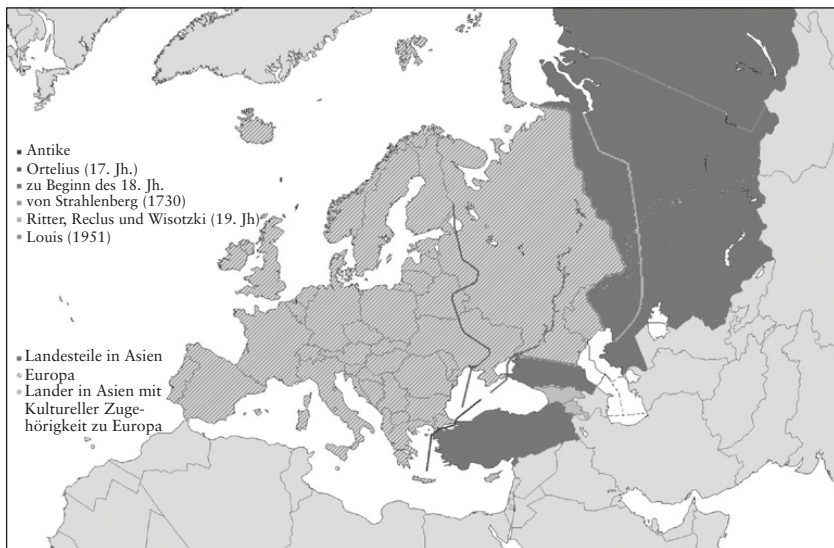 Antike
Ortelius (17. Jh.)
zu Beginn des 18. Jh.
von Strahlenberg (1730)
Ritter, Reclus und Wisotzki (19. Jh)
Louis (1951)
Landesteile in Asien
Europa
Lander in Asien mit
Kultureller Zuge-
hörigkeit zu Europa